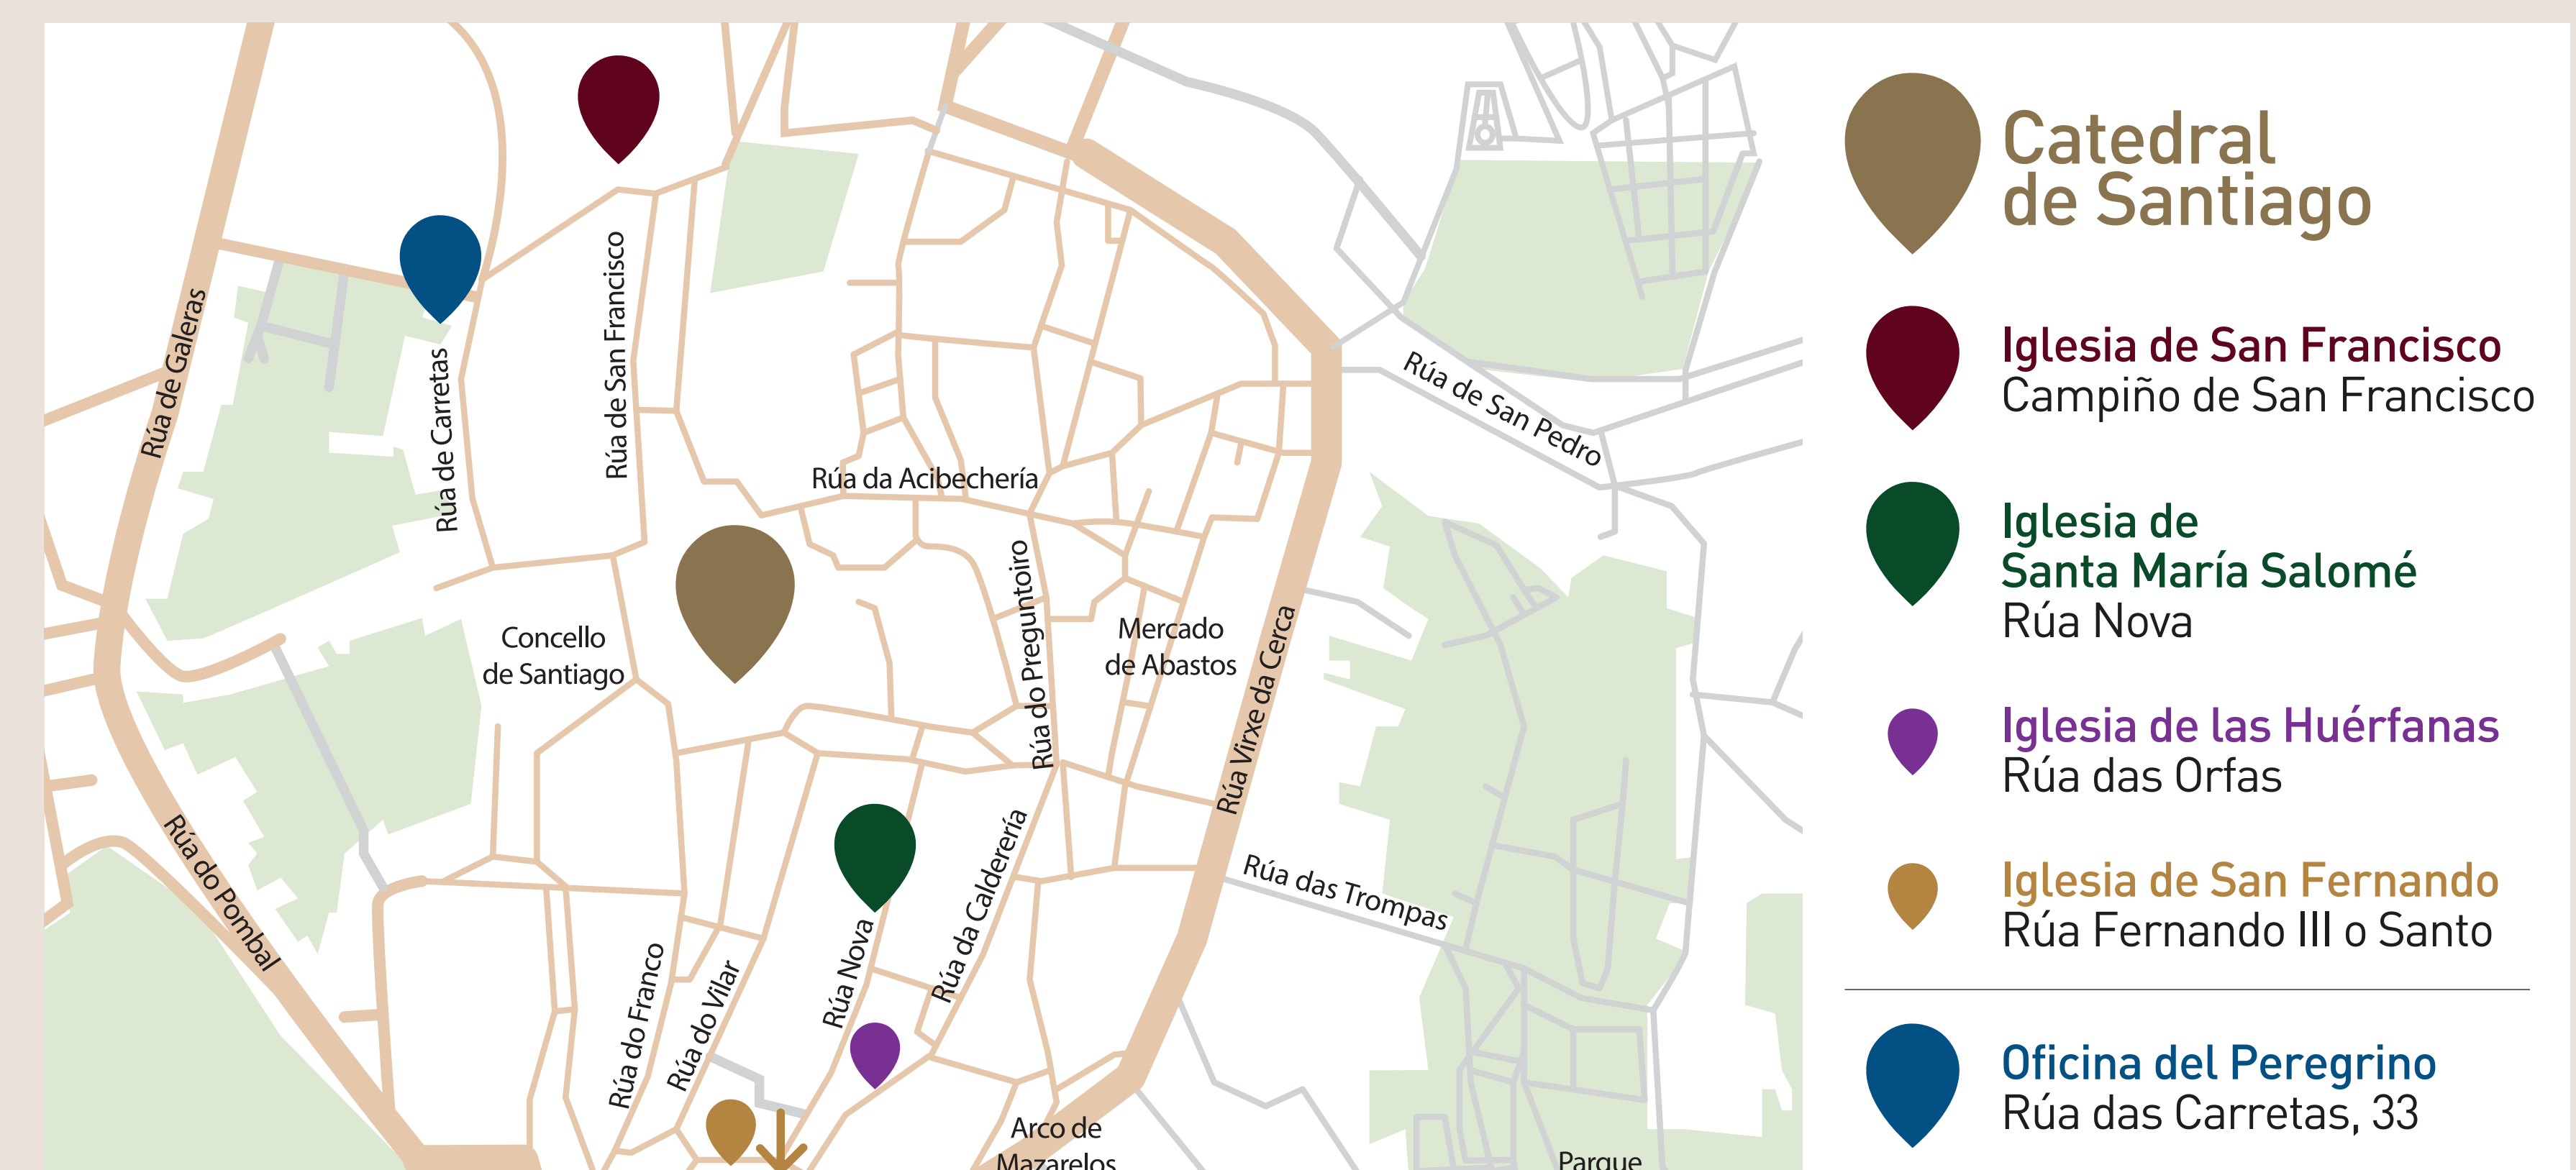 Rúa de Galeras
Rúa de Carretas
Rúa de San Francisco
Rúa da Acibechería
Rúa de San Pedro
Concello
de Santiago
Rúa do Preguntoiro
Mercado
de Abastos
Rúa Virxe da Cerca
Rúa do Pombal
Rúa do Franco
Rúa do Vilar
Rúa Nova
Rúa da Calderería
Rúa das Trompas
Arco de
Mazarelos
Parque
Catedral
de Santiago
Iglesia de San Francisco
Campiño de San Francisco
Iglesia de
Santa María Salomé
Rúa Nova
Iglesia de las Huérfanas
Rúa das Orfas
Iglesia de San Fernando
Rúa Fernando III o Santo
Oficina del Peregrino
Rúa das Carretas, 33